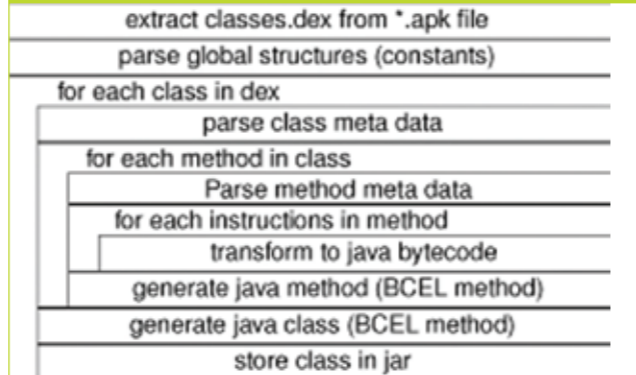 extract classes.dex from *.apk file
parse global structures (constants)
for each class in dex
parse class meta data
for each method in class
Parse method meta data
for each instructions in method
transform to java bytecode
generate java method (BCEL method)
generate java class (BCEL method)
store class in jar